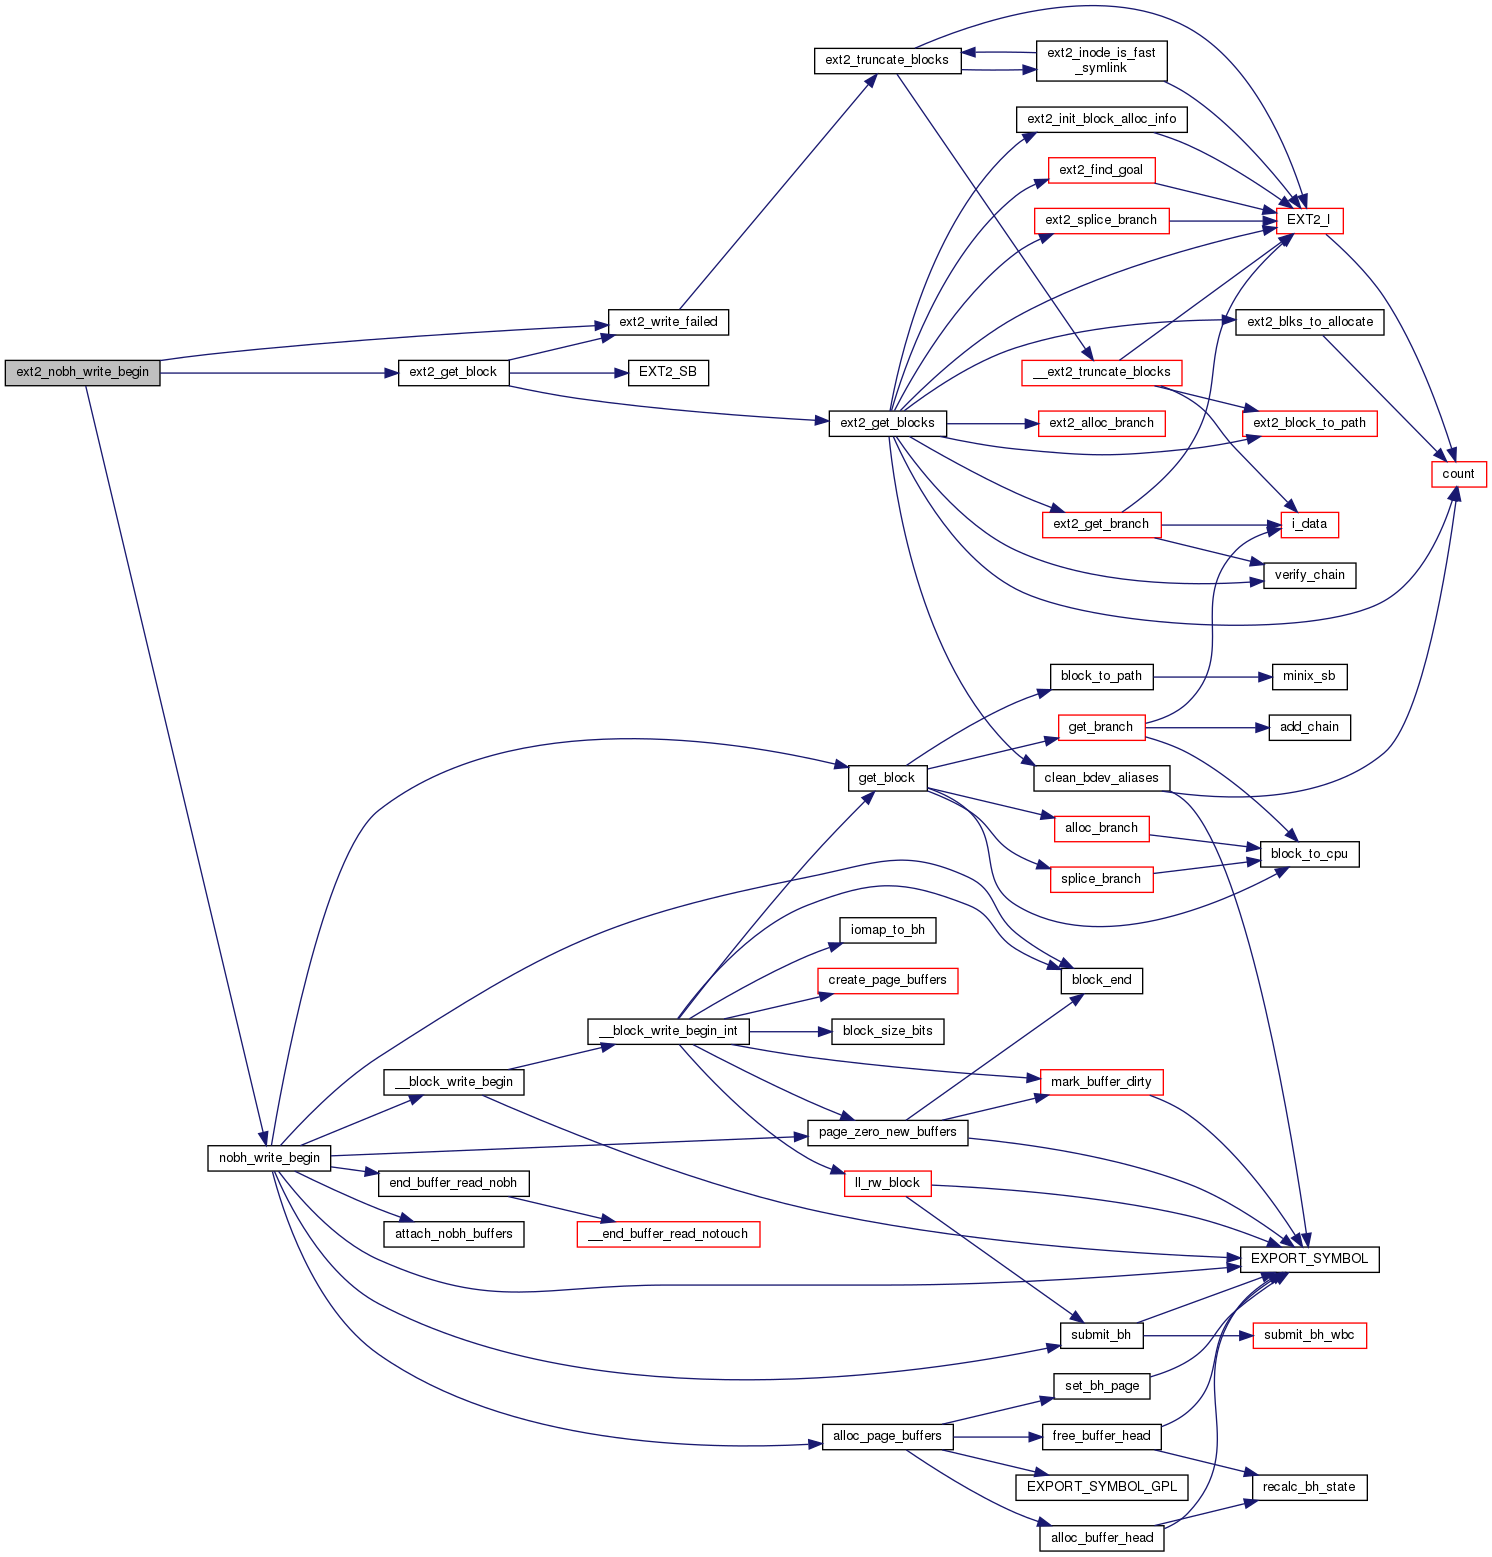 ext2_truncate_blocks
ext2_inode_is_fast
_symlink
ext2_init_block_alloc_info
ext2_find_goal
ext2_splice_branch
EXT2_I
ext2_write_failed
ext2_blks_to_allocate
ext2_nobh_write_begin
ext2_get_block
EXT2_SB
__ext2_truncate_blocks
ext2_get_blocks
ext2_alloc_branch
ext2_block_to_path
count
ext2_get_branch
i_data
verify_chain
block_to_path
minix_sb
get_branch
add_chain
get_block
clean_bdev_aliases
alloc_branch
block_to_cpu
splice_branch
iomap_to_bh
create_page_buffers
block_end
__block_write_begin_int
block_size_bits
__block_write_begin
mark_buffer_dirty
page_zero_new_buffers
nobh_write_begin
end_buffer_read_nobh
ll_rw_block
attach_nobh_buffers
__end_buffer_read_notouch
EXPORT_SYMBOL
submit_bh
submit_bh_wbc
set_bh_page
alloc_page_buffers
free_buffer_head
EXPORT_SYMBOL_GPL
recalc_bh_state
alloc_buffer_head